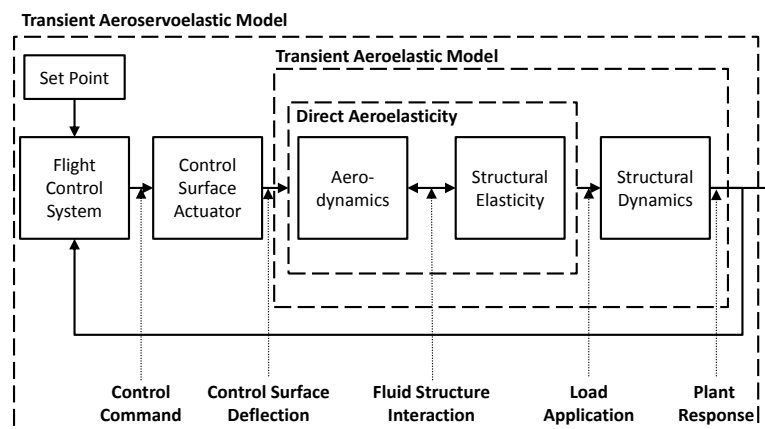 Transient Aeroservoelastic Model
Transient Aeroelastic Model
Set Point
Direct Aeroelasticity
Flight
Control
System
Control
Surface
Actuator
Aero-
dynamics
Structural
Elasticity
Structural
Dynamics
Control
Command
Control Surface
Deflection
Fluid Structure
Interaction
Load
Application
Plant
Response